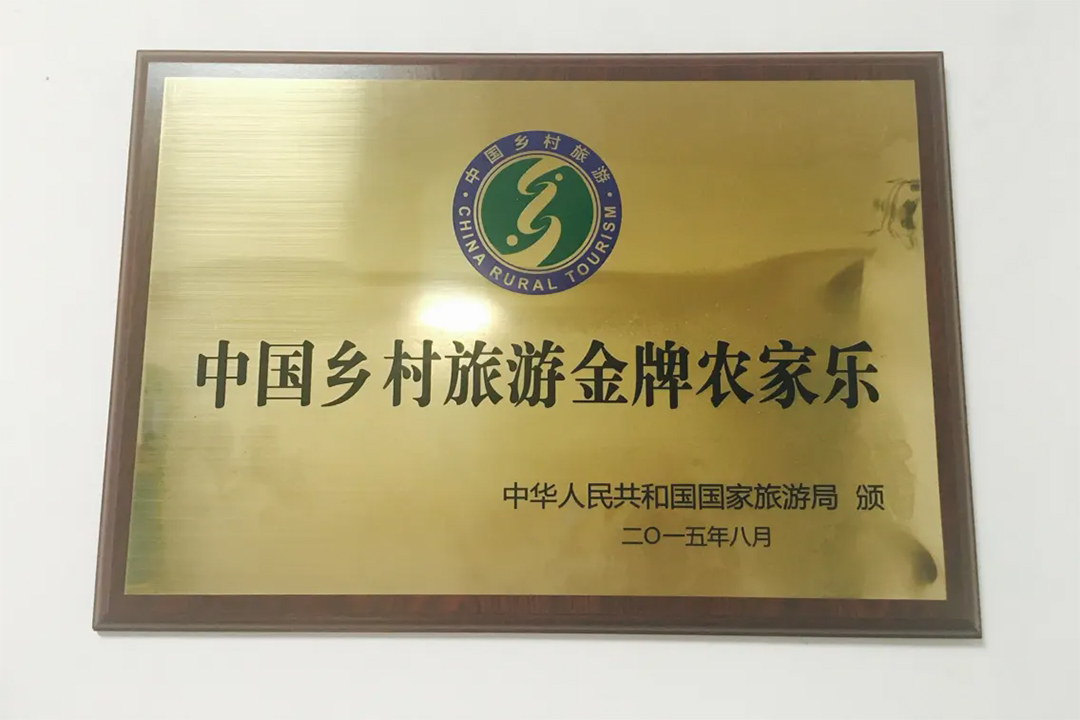 中国乡村旅游
CHINA RURAL TOURISM
中国乡村旅游金牌农家乐
中华人民共和国国家旅游局 颁
二〇一五年八月